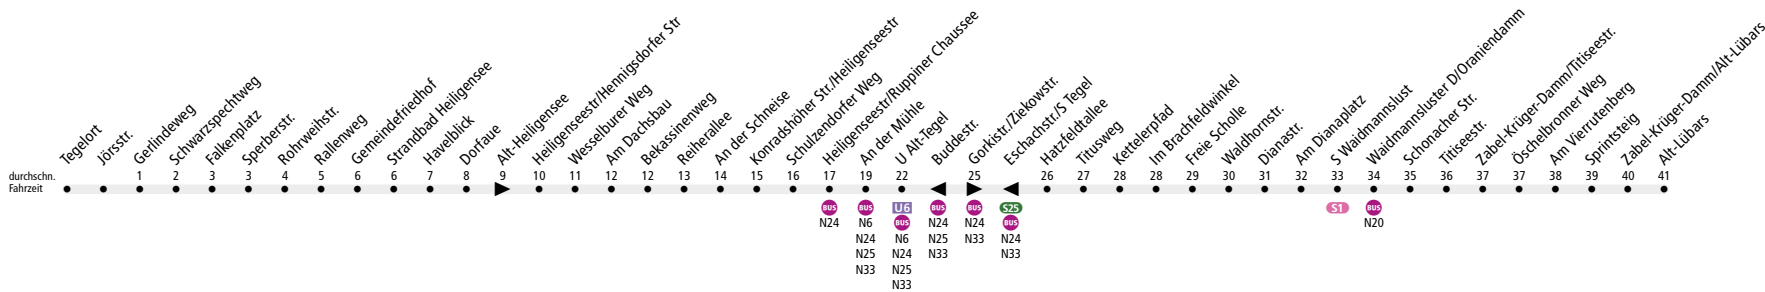 Tegelort
Jörsstr.
Gerlindeweg
Schwarzspechtweg
Falkenplatz
Sperberstr.
Rohrweihstr.
Rallenweg
Gemeindefriedhof
Strandbad Heiligensee
Havelblick
Dorfaue
Alt-Heiligensee
Heiligenseestr/Hennigsdorfer Str
Wesselburer Weg
Am Dachsbau
Bekassinenweg
Reiherallee
An der Schneise
Konradshöher Str./Heiligenseestr
Schulzendorfer Weg
Heiligenseestr/Ruppiner Chaussee
An der Mühle
U Alt-Tegel
Buddestr.
Gorkistr./Ziekowstr.
Eschachstr./S Tegel
Hatzfeldtallee
Titusweg
Kettelerpfad
Im Brachfeldwinkel
Freie Scholle
Waldhornstr.
Dianastr.
Am Dianaplatz
S Waidmannslust
Waidmannsluster D/Oraniendamm
Schonacher Str.
Titiseestr.
Zabel-Krüger-Damm/Titiseestr.
Öschelbronner Weg
Am Vierrutenberg
Sprintsteig
Zabel-Krüger-Damm/Alt-Lübars
Alt-Lübars
durchschn. 1 2 3 3 4 5 6 6 7 8 9 10 11 12 12 13 14 15 16 17 19 22 25 26 27 28 28 29 30 31 32 33 34 35 36 37 37 38 39 40 41
Fahrzeit
BUS BUS U6 BUS BUS S25 S1 BUS
N24 N6 BUS N24 N24 BUS N20
N24 N6 N25 N33 N24
N25 N24 N33 N33
N33 N25
N33